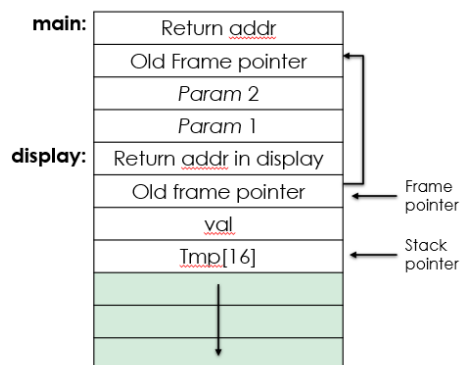 main:
Return addr
Old Frame pointer
Param 2
Param 1
display:
Return addr in display
Old frame pointer
Frame
pointer
val
Tmp[16]
Stack
pointer